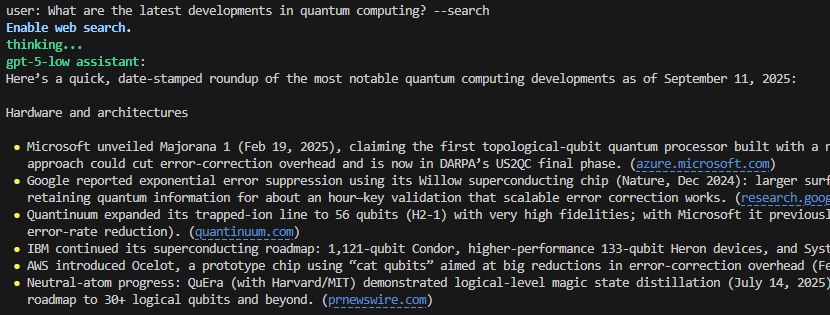 user: What are the latest developments in quantum computing? --search
Enable web search.
thinking...
gpt-5-low assistant:
Here’s a quick, date-stamped roundup of the most notable quantum computing developments as of September 11, 2025:
Hardware and architectures
• Microsoft unveiled Majorana 1 (Feb 19, 2025), claiming the first topological-qubit quantum processor built with a
approach could cut error-correction overhead and is now in DARPA’s US2QC final phase. (azure.microsoft.com)
• Google reported exponential error suppression using its Willow superconducting chip (Nature, Dec 2024): larger
retaining quantum information for about an hour—key validation that scalable error correction works. (research.goog
• Quantinuum expanded its trapped-ion line to 56 qubits (H2-1) with very high fidelities; with Microsoft it previously
error-rate reduction). (quantinuum.com)
• IBM continued its superconducting roadmap: 1,121-qubit Condor, higher-performance 133-qubit Heron devices, and Syst
• AWS introduced Ocelot, a prototype chip using “cat qubits” aimed at big reductions in error-correction overhead (Fe
• Neutral-atom progress: QuEra (with Harvard/MIT) demonstrated logical-level magic state distillation (July 14, 2025)
roadmap to 30+ logical qubits and beyond. (prnewswire.com)